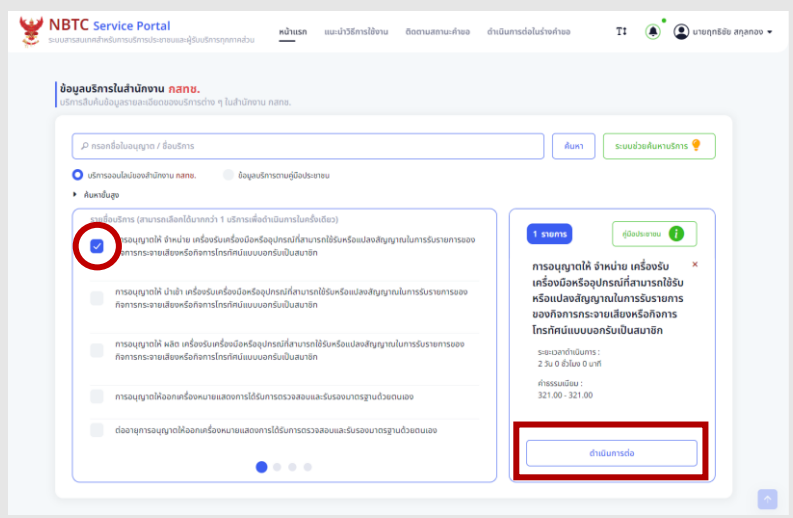 NBTC Service Portal
ระบบสารสนเทศสำหรับการบริการประชาชนและผู้รับบริการทุกภาคส่วน
หน้าแรก
แนะนำวิธีการใช้งาน
ติดตามสถานะคำขอ
ดำเนินการต่อในร่างคำขอ
นายฤทธิชัย สกุลทอง
ข้อมูลบริการในสำนักงาน กสทช.
บริการสืบค้นข้อมูลรายละเอียดของบริการต่าง ๆ ในสำนักงาน กสทช.
กรอกชื่อใบอนุญาต / ชื่อบริการ
ค้นหา
ระบบช่วยค้นหาบริการ
บริการออนไลน์ของสำนักงาน กสทช.
ข้อมูลบริการตามคู่มือประชาชน
ค้นหาขั้นสูง
รายชื่อบริการ (สามารถเลือกได้มากกว่า 1 บริการเพื่อดำเนินการในครั้งเดียว)
การอนุญาตให้ จำหน่าย เครื่องรับเครื่องมือหรืออุปกรณ์ที่สามารถใช้รับหรือแปลงสัญญาณในการรับรายการของ
กิจการกระจายเสียงหรือกิจการโทรทัศน์แบบบอกรับเป็นสมาชิก
การอนุญาตให้ นำเข้า เครื่องรับเครื่องมือหรืออุปกรณ์ที่สามารถใช้รับหรือแปลงสัญญาณในการรับรายการของ
กิจการกระจายเสียงหรือกิจการโทรทัศน์แบบบอกรับเป็นสมาชิก
การอนุญาตให้ ผลิต เครื่องรับเครื่องมือหรืออุปกรณ์ที่สามารถใช้รับหรือแปลงสัญญาณในการรับรายการของ
กิจการกระจายเสียงหรือกิจการโทรทัศน์แบบบอกรับเป็นสมาชิก
การอนุญาตให้ออกเครื่องหมายแสดงการได้รับการตรวจสอบและรับรองมาตรฐานด้วยตนเอง
ต่ออายุการอนุญาตให้ออกเครื่องหมายแสดงการได้รับการตรวจสอบและรับรองมาตรฐานด้วยตนเอง
1 รายการ
คู่มือประชาชน
การอนุญาตให้ จำหน่าย เครื่องรับ
เครื่องมือหรืออุปกรณ์ที่สามารถใช้รับ
หรือแปลงสัญญาณในการรับรายการ
ของกิจการกระจายเสียงหรือกิจการ
โทรทัศน์แบบบอกรับเป็นสมาชิก
ระยะเวลาดำเนินการ :
2 วัน 0 ชั่วโมง 0 นาที
ค่าธรรมเนียม :
321.00 - 321.00
ดำเนินการต่อ